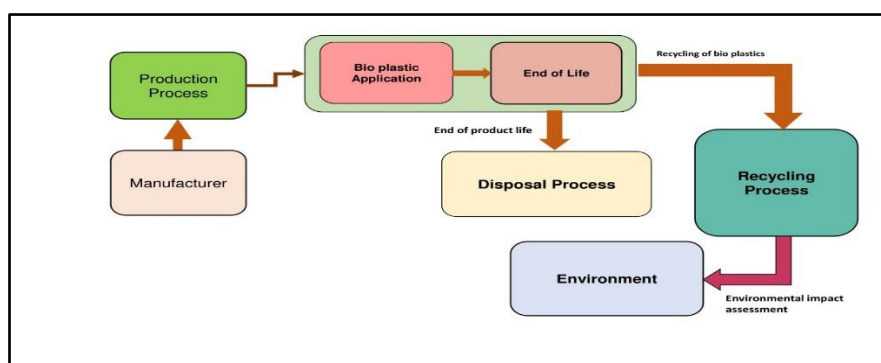 Production
Process
Manufacturer
Bio plastic
Application
End of Life
Recycling of bio plastics
End of product life
Disposal Process
Recycling
Process
Environment
Environmental impact
assessment